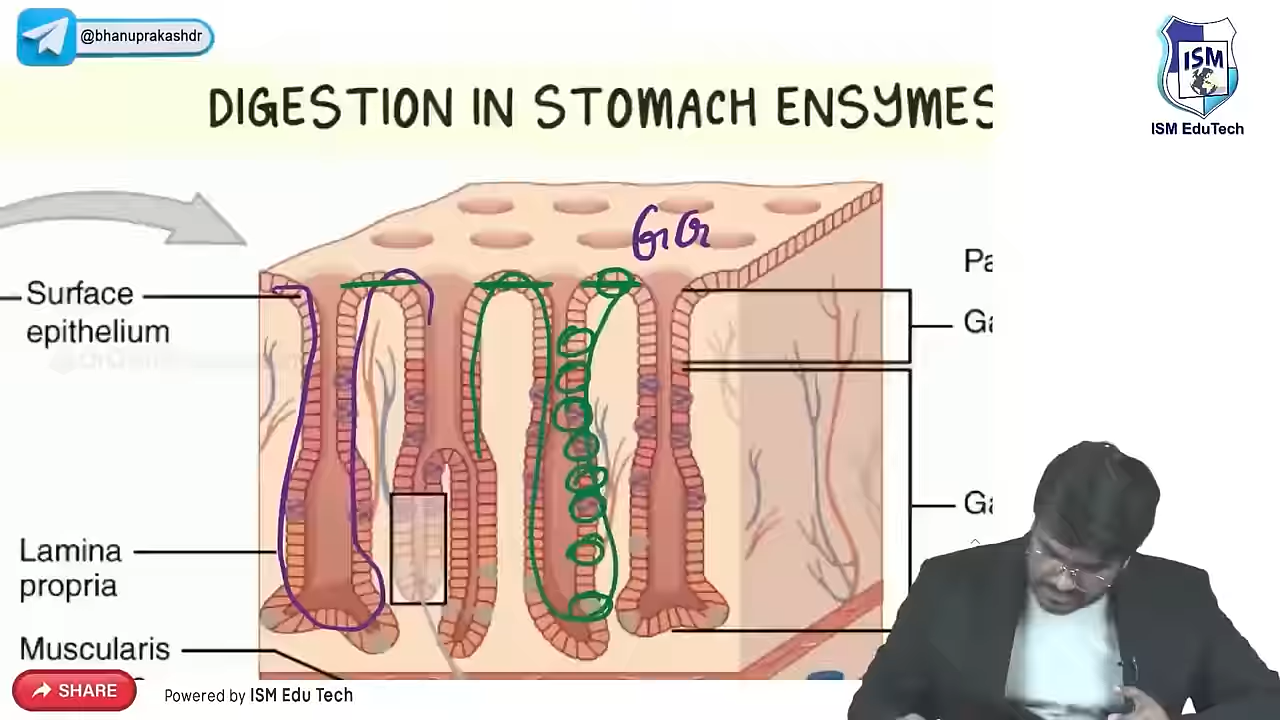 @bhanuprakashdr
ISM
ISM EduTech
DIGESTION IN STOMACH ENSYMES
Pa
Surface
epithelium
Ga
Ga
Lamina
propria
Muscularis
SHARE
Powered by ISM Edu Tech